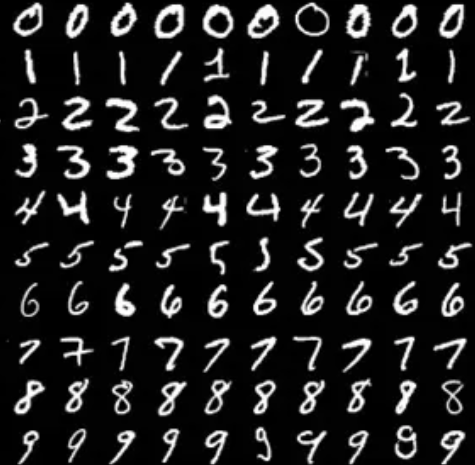 0 0 0 0 0 0 0 0 0 0
1 1 1 1 1 1 1 1 1 1
2 2 2 2 2 2 2 2 2 2
3 3 3 3 3 3 3 3 3 3
4 4 4 4 4 4 4 4 4 4
5 5 5 5 5 5 5 5 5 5
6 6 6 6 6 6 6 6 6 6
7 7 7 7 7 7 7 7 7 7
8 8 8 8 8 8 8 8 8 8
9 9 9 9 9 9 9 9 9 9